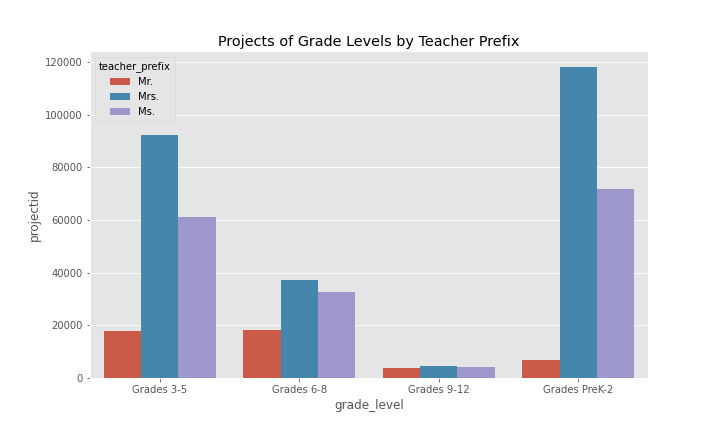 Projects of Grade Levels by Teacher Prefix
teacher_prefix
Mr.
Mrs.
Ms.
120000
100000
80000
60000
40000
20000
0
projectid
Grades 3-5
Grades 6-8
Grades 9-12
Grades PreK-2
grade_level